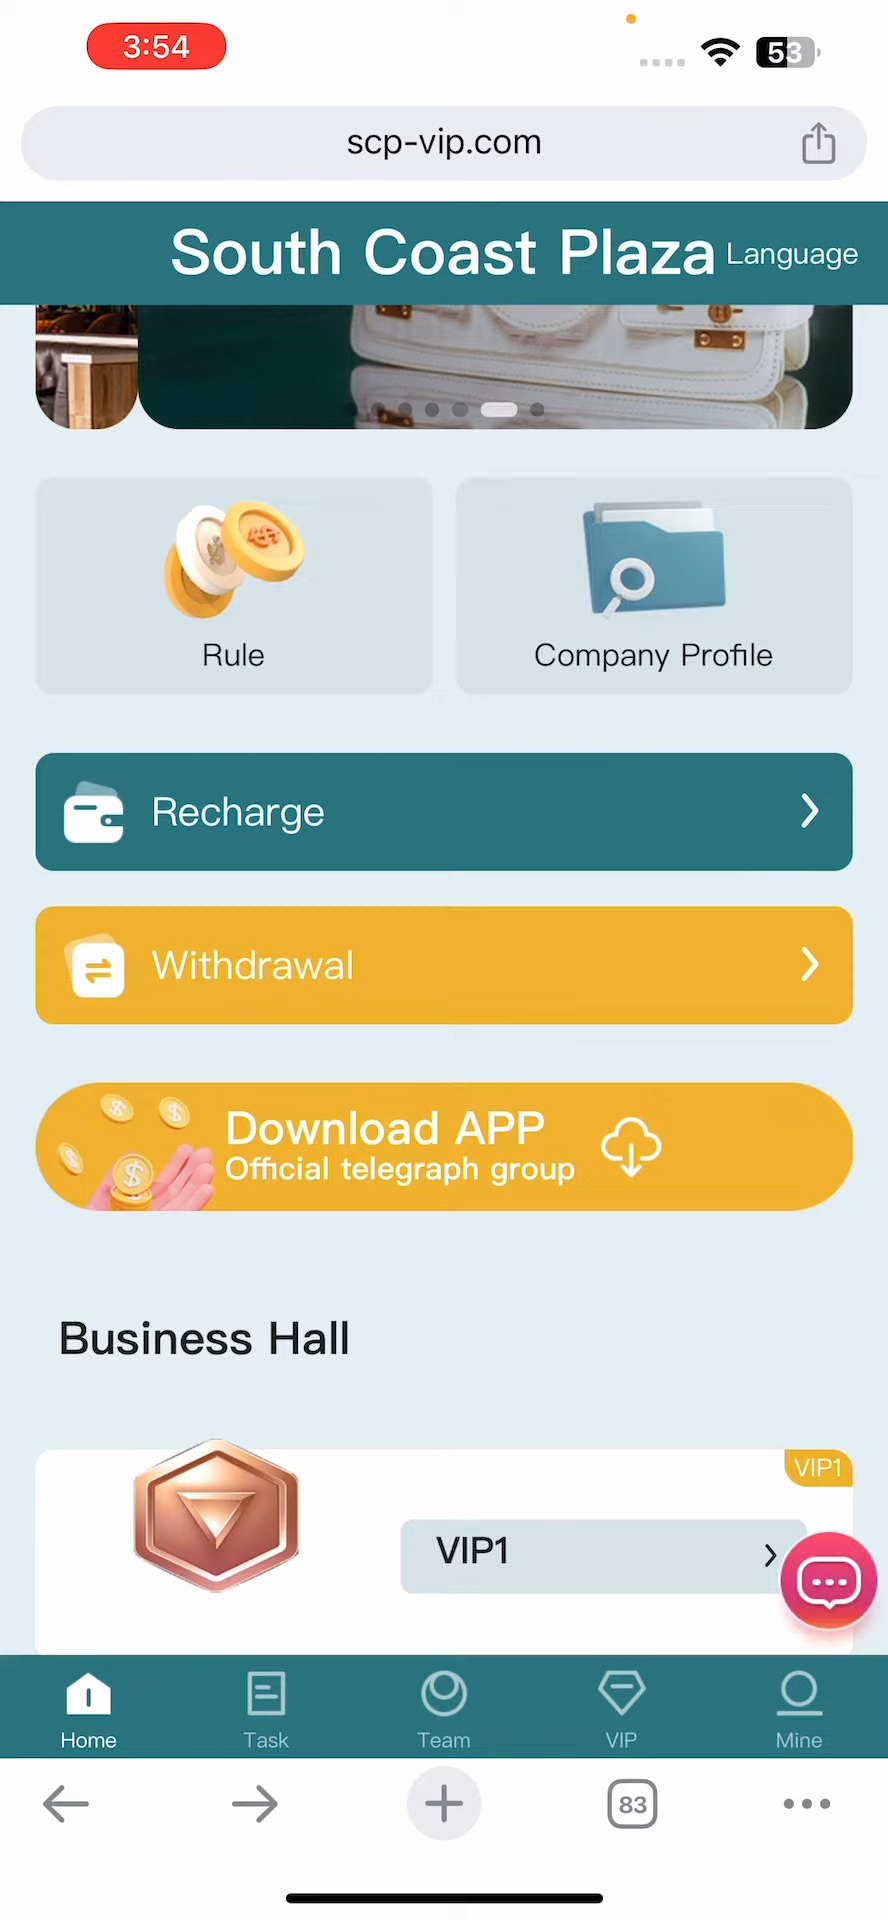 3:54
53
scp-vip.com
South Coast Plaza
Language
Rule
Company Profile
Recharge
Withdrawal
Download APP
Official telegraph group
Business Hall
VIP1
VIP1
Home
Task
Team
VIP
Mine
83